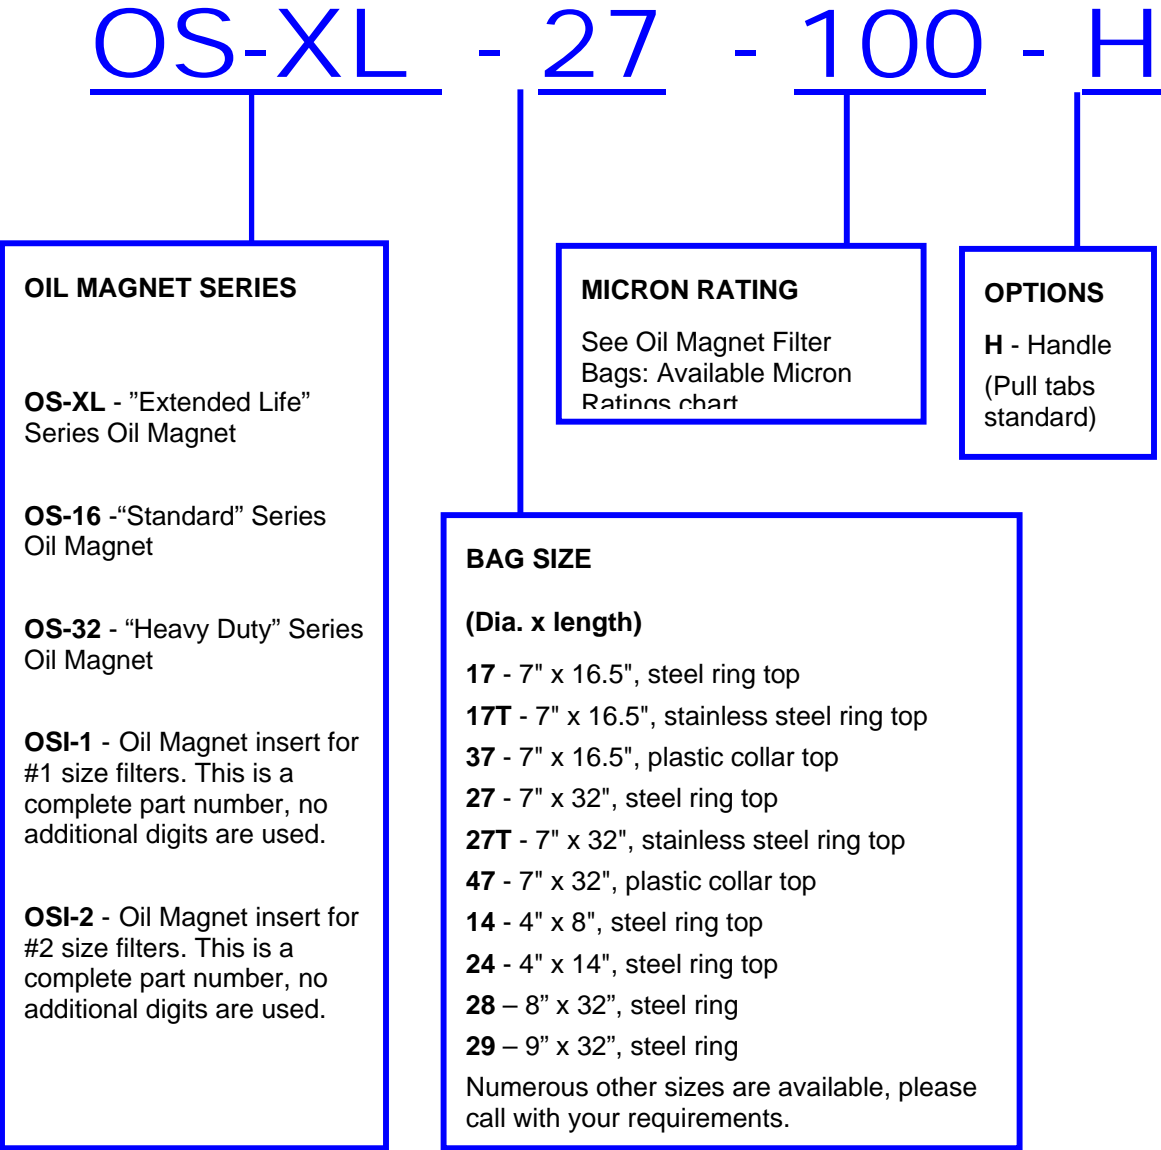 OS-XL - 27 - 100 - H
OIL MAGNET SERIES
OS-XL - ”Extended Life”
Series Oil Magnet
OS-16 -“Standard” Series
Oil Magnet
OS-32 - “Heavy Duty” Series
Oil Magnet
OSI-1 - Oil Magnet insert for
#1 size filters. This is a
complete part number, no
additional digits are used.
OSI-2 - Oil Magnet insert for
#2 size filters. This is a
complete part number, no
additional digits are used.
MICRON RATING
See Oil Magnet Filter
Bags: Available Micron
Ratings chart
OPTIONS
H - Handle
(Pull tabs
standard)
BAG SIZE
(Dia. x length)
17 - 7" x 16.5", steel ring top
17T - 7" x 16.5", stainless steel ring top
37 - 7" x 16.5", plastic collar top
27 - 7" x 32", steel ring top
27T - 7" x 32", stainless steel ring top
47 - 7" x 32", plastic collar top
14 - 4" x 8", steel ring top
24 - 4" x 14", steel ring top
28 – 8” x 32”, steel ring
29 – 9” x 32”, steel ring
Numerous other sizes are available, please
call with your requirements.